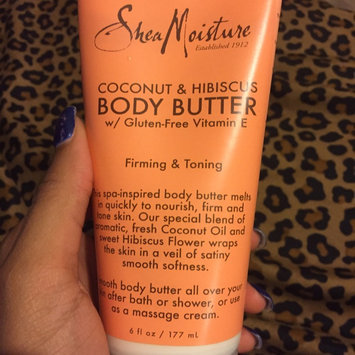 SheaMoisture
Established 1912
COCONUT & HIBISCUS
BODY BUTTER
w/ Gluten-Free Vitamin E
Firming & Toning
his spa-inspired body butter melts
in quickly to nourish, firm and
tone skin. Our special blend of
aromatic, fresh Coconut Oil and
sweet Hibiscus Flower wraps
the skin in a veil of satiny
smooth softness.
mooth body butter all over your
kin after bath or shower, or use
as a massage cream.
6 fl oz / 177 mL